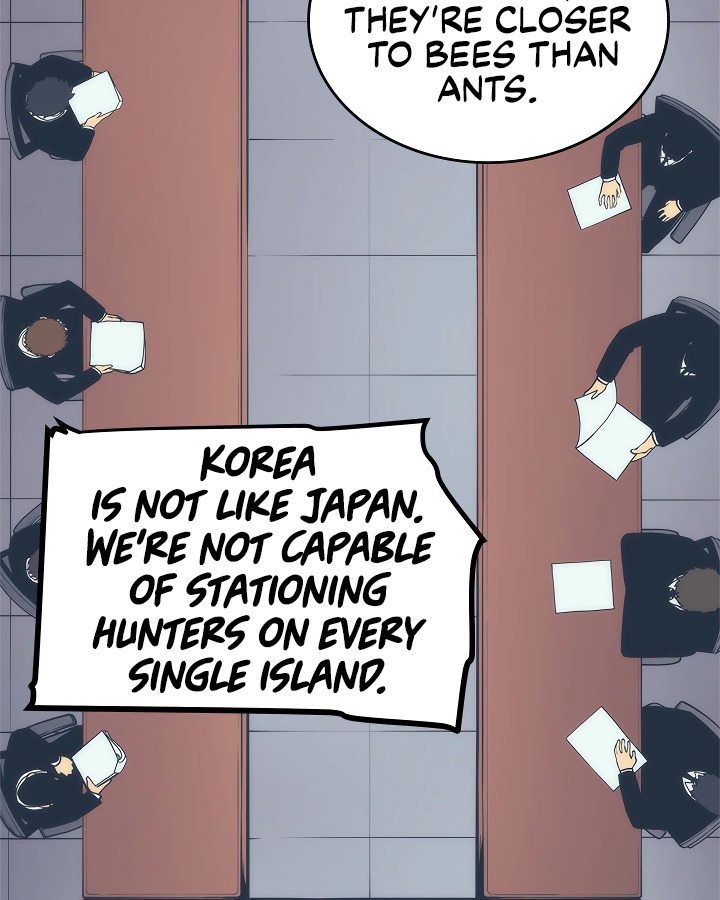 THEY'RE CLOSER
TO BEES THAN
ANTS.
KOREA
IS NOT LIKE JAPAN.
WE'RE NOT CAPABLE
OF STATIONING
HUNTERS ON EVERY
SINGLE ISLAND.